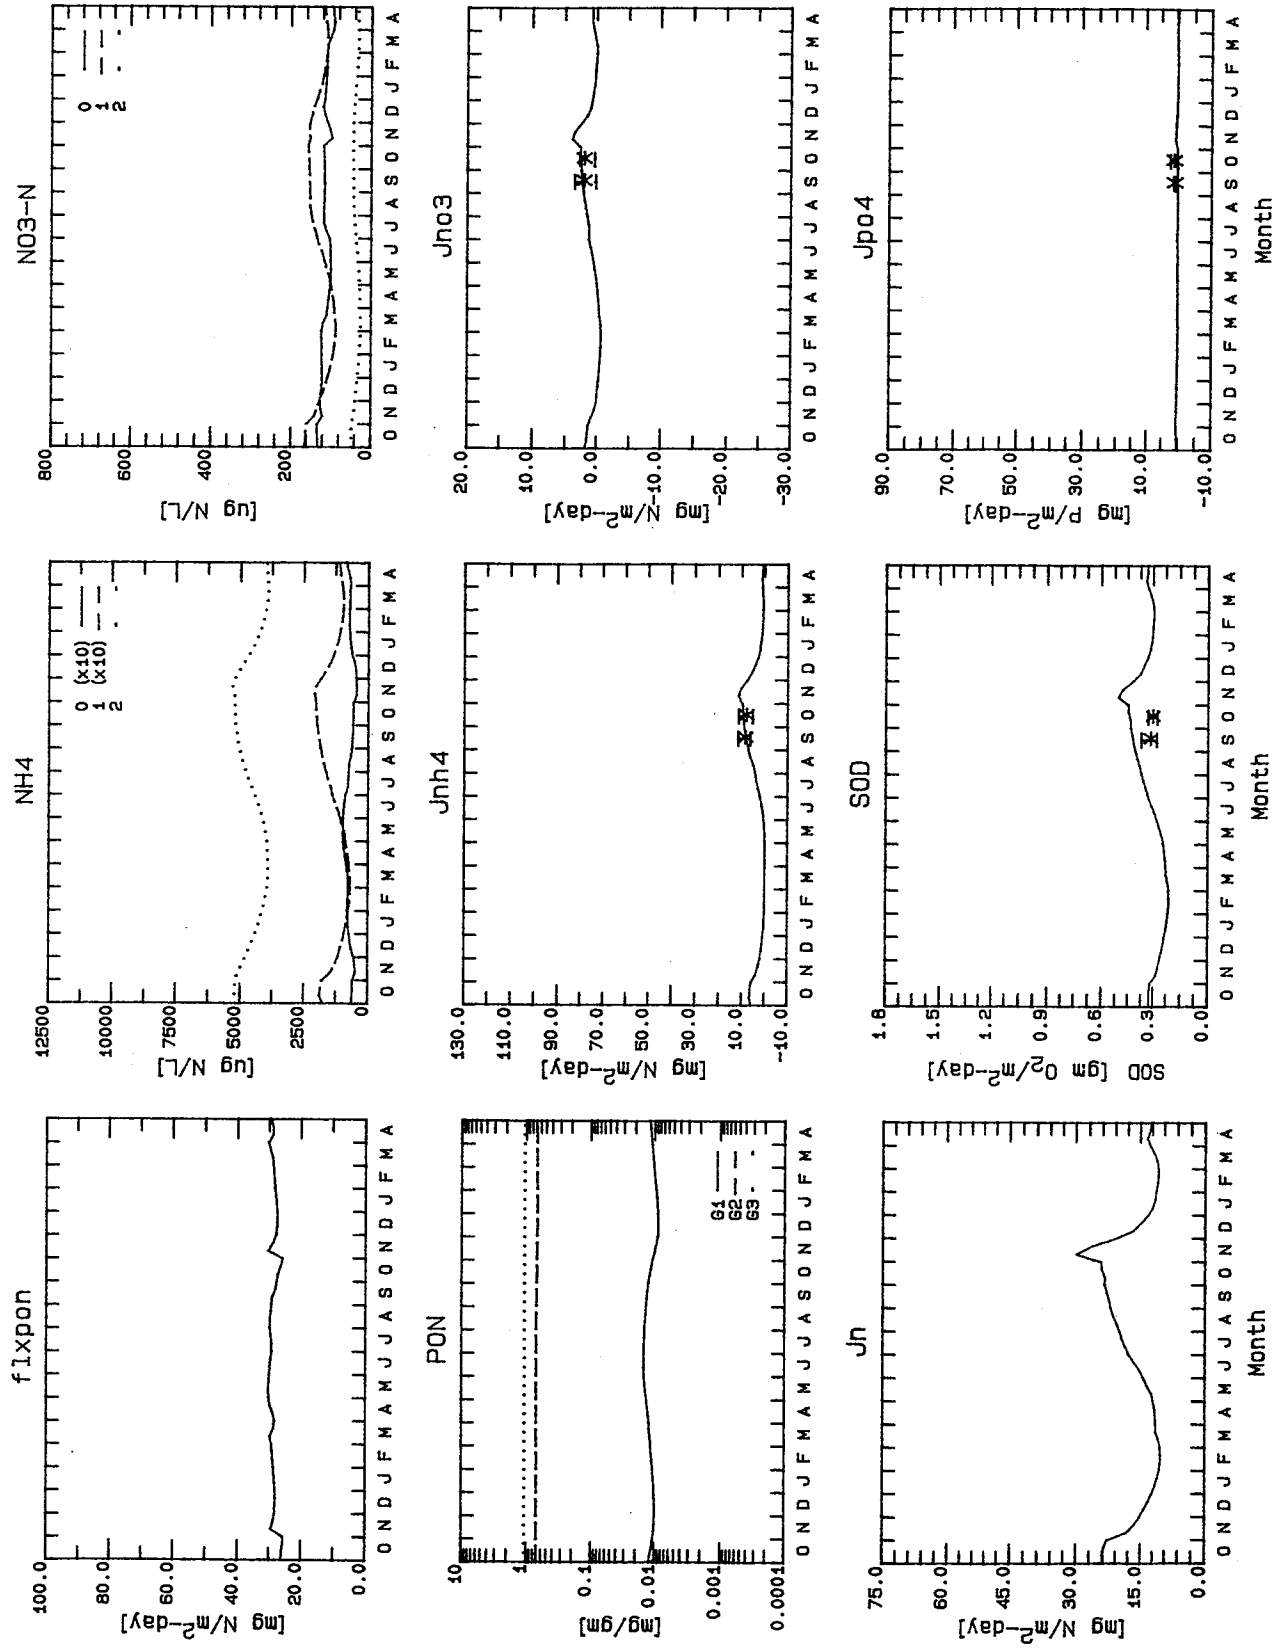 flxpon
100.0
80.0
60.0
40.0
20.0
0.0
[mg N/m²-day]
O N D J F M A M J J A S O N D J F M A
NH4
12500
10000
7500
5000
2500
0
[ug N/L]
0 (x10)
1 (x10)
2
O N D J F M A M J J A S O N D J F M A
NO3-N
800
600
400
200
0
[ug N/L]
0
1
2
O N D J F M A M J J A S O N D J F M A
PON
10
1
0.1
0.01
0.001
0.0001
[mg/gm]
G1
G2
G3
O N D J F M A M J J A S O N D J F M A
Jnh4
130.0
90.0
70.0
50.0
10.0
-10.0
[mg N/m²-day]
O N D J F M A M J J A S O N D J F M A
Jno3
20.0
10.0
0.0
-10.0
-20.0
-30.0
[mg N/m²-day]
O N D J F M A M J J A S O N D J F M A
Jn
75.0
60.0
45.0
30.0
15.0
0.0
[mg N/m²-day]
O N D J F M A M J J A S O N D J F M A
Month
SOD
1.8
1.5
1.2
0.9
0.6
0.3
0.0
SOD [gm O₂/m²-day]
O N D J F M A M J J A S O N D J F M A
Month
Jpo4
90.0
70.0
50.0
30.0
10.0
-10.0
[mg P/m²-day]
O N D J F M A M J J A S O N D J F M A
Month